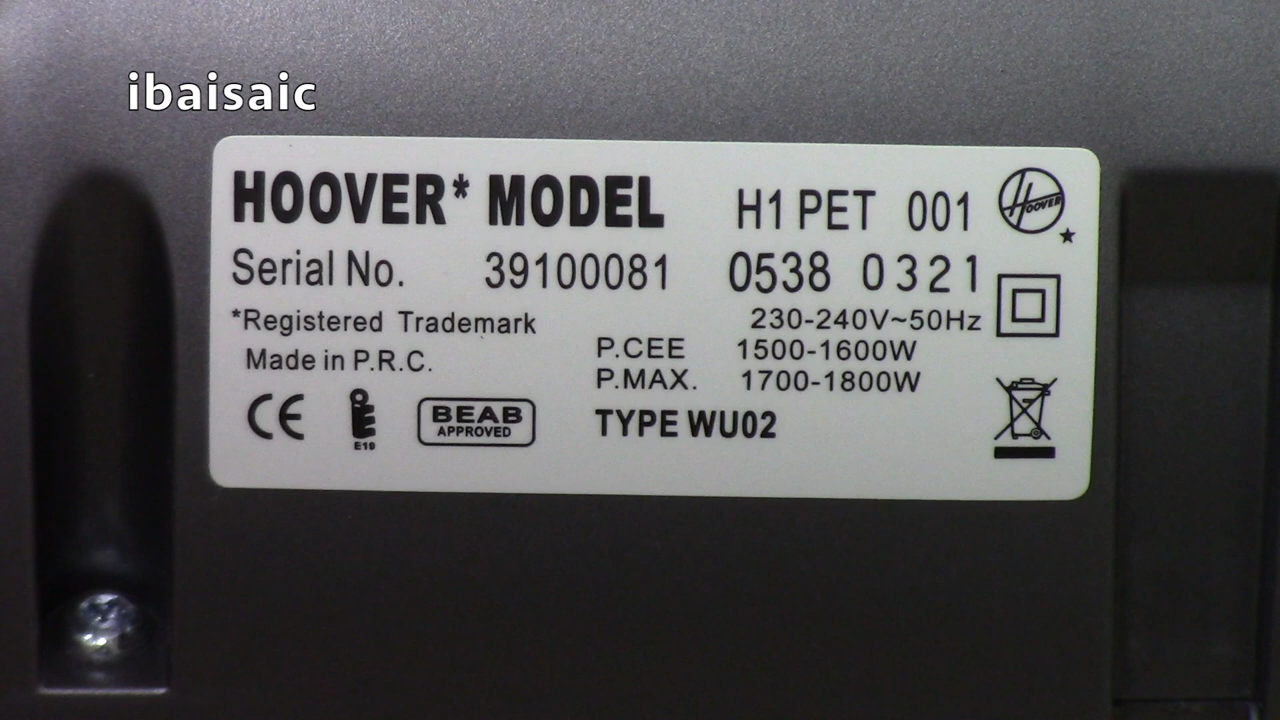 ibaisaic
HOOVER* MODEL H1 PET 001
HOOVER
Serial No. 39100081 0538 0321
*Registered Trademark 230-240V~50Hz
P.CEE 1500-1600W
Made in P.R.C.
P.MAX. 1700-1800W
CE E19 BEAB APPROVED TYPE WU02